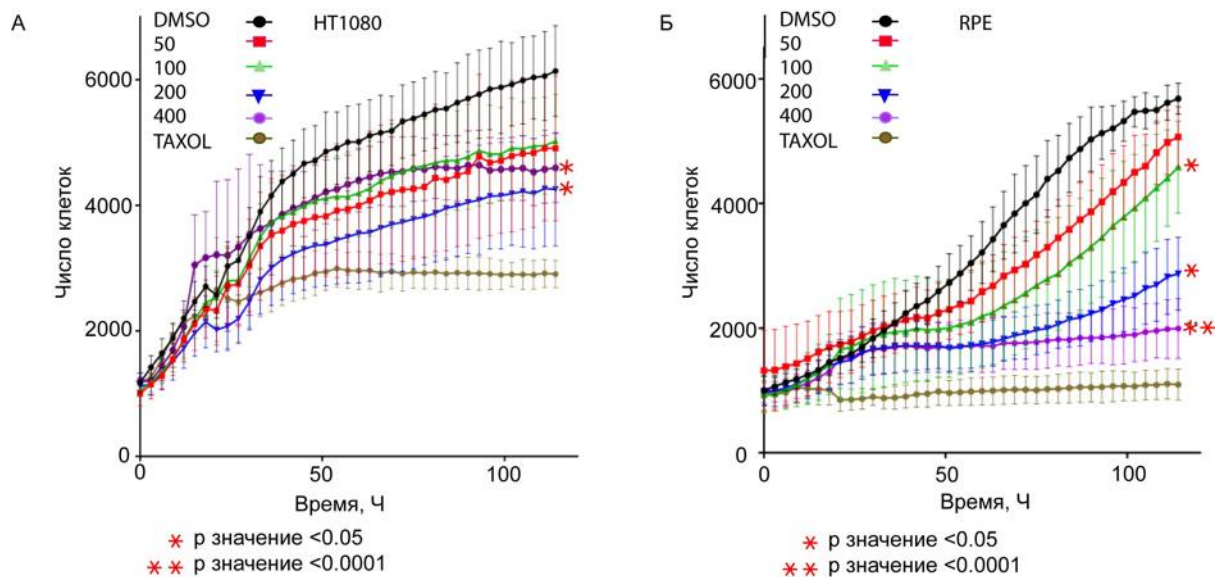 А
DMSO
50
100
200
400
TAXOL
HT1080
Число клеток
6000
4000
2000
0
0
50
100
Время, Ч
* p значение <0.05
** p значение <0.0001
Б
DMSO
50
100
200
400
TAXOL
RPE
Число клеток
6000
4000
2000
0
0
50
100
Время, Ч
* p значение <0.05
** p значение <0.0001